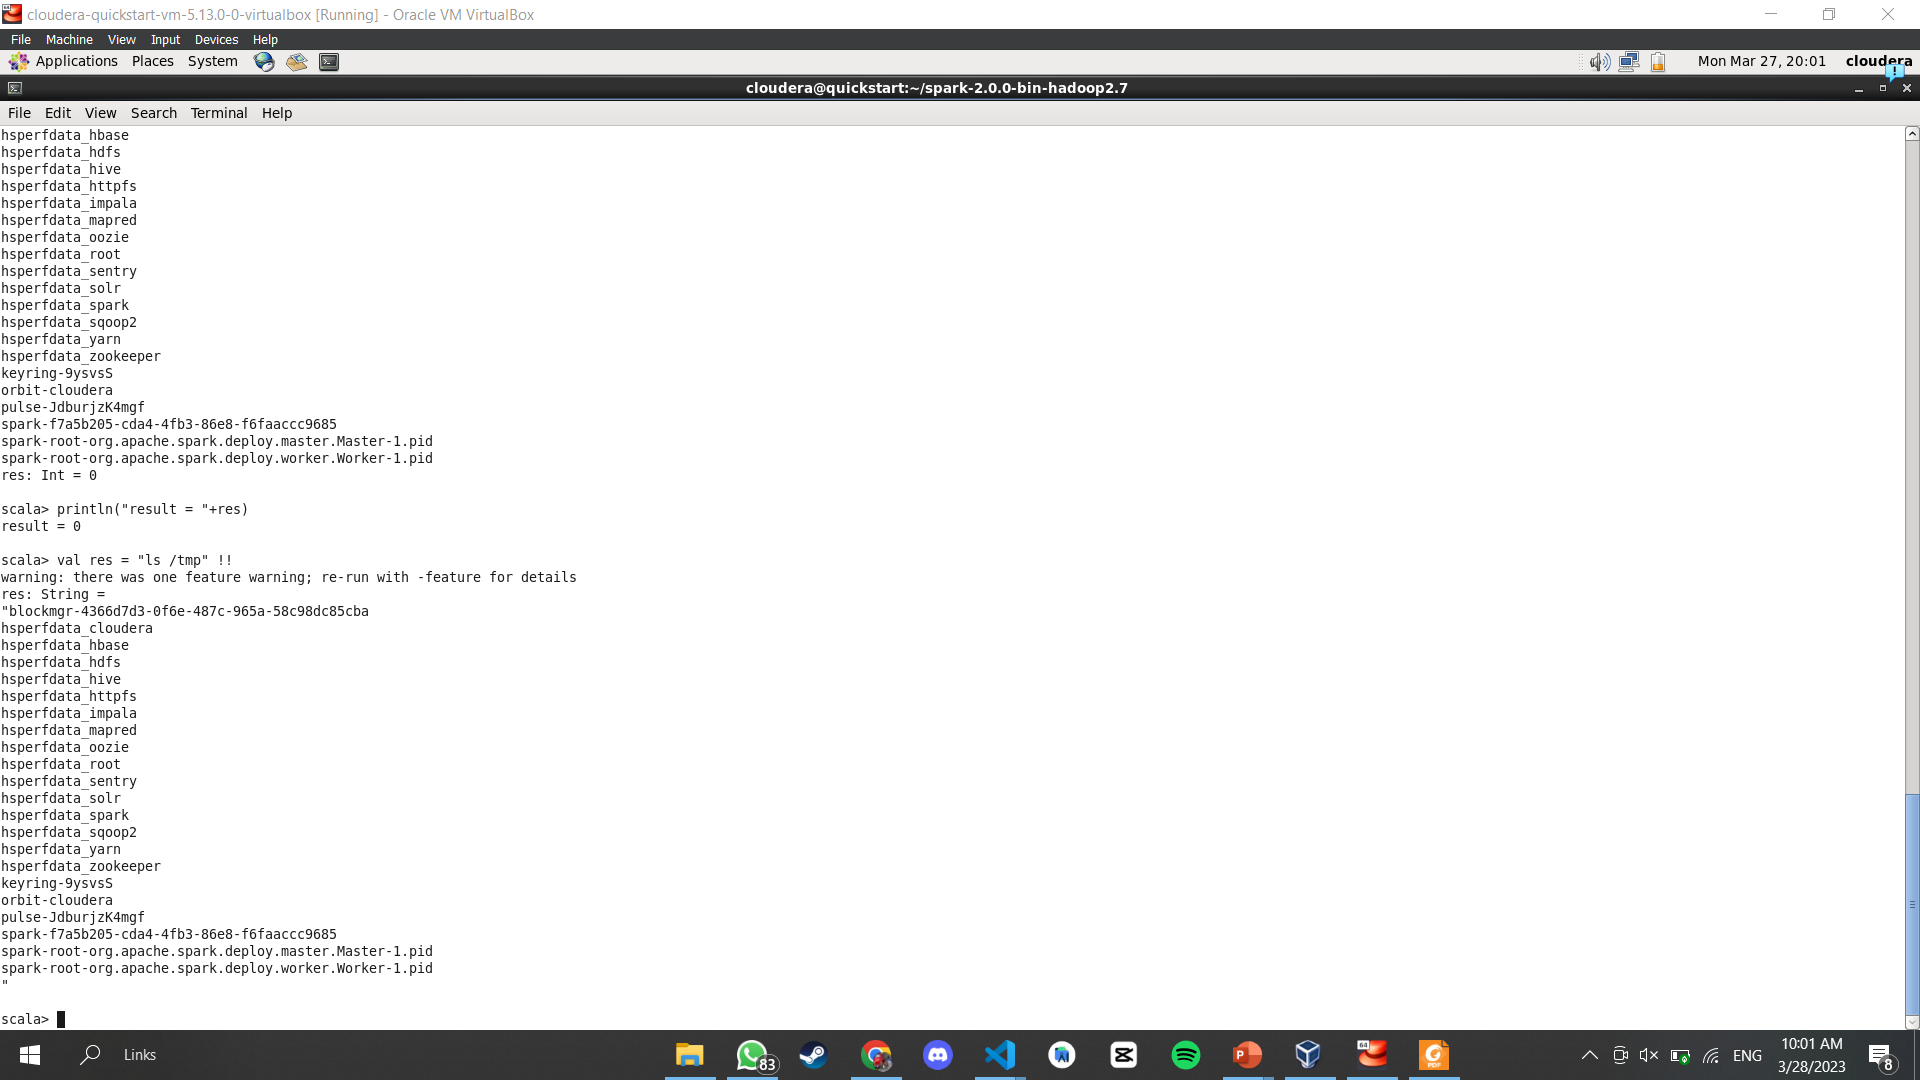 cloudera-quickstart-vm-5.13.0-0-virtualbox [Running] - Oracle VM VirtualBox
File Machine View Input Devices Help
Applications Places System Mon Mar 27, 20:01 cloudera
cloudera@quickstart:~/spark-2.0.0-bin-hadoop2.7
File Edit View Search Terminal Help
hsperfdata_hbase
hsperfdata_hdfs
hsperfdata_hive
hsperfdata_httpfs
hsperfdata_impala
hsperfdata_mapred
hsperfdata_oozie
hsperfdata_root
hsperfdata_sentry
hsperfdata_solr
hsperfdata_spark
hsperfdata_sqoop2
hsperfdata_yarn
hsperfdata_zookeeper
keyring-9ysvsS
orbit-cloudera
pulse-JdburjzK4mgf
spark-f7a5b205-cda4-4fb3-86e8-f6faaccc9685
spark-root-org.apache.spark.deploy.master.Master-1.pid
spark-root-org.apache.spark.deploy.worker.Worker-1.pid
res: Int = 0
scala> println("result = "+res)
result = 0
scala> val res = "ls /tmp" !!
warning: there was one feature warning; re-run with -feature for details
res: String =
"blockmgr-4366d7d3-0f6e-487c-965a-58c98dc85cba
hsperfdata_cloudera
hsperfdata_hbase
hsperfdata_hdfs
hsperfdata_hive
hsperfdata_httpfs
hsperfdata_impala
hsperfdata_mapred
hsperfdata_oozie
hsperfdata_root
hsperfdata_sentry
hsperfdata_solr
hsperfdata_spark
hsperfdata_sqoop2
hsperfdata_yarn
hsperfdata_zookeeper
keyring-9ysvsS
orbit-cloudera
pulse-JdburjzK4mgf
spark-f7a5b205-cda4-4fb3-86e8-f6faaccc9685
spark-root-org.apache.spark.deploy.master.Master-1.pid
spark-root-org.apache.spark.deploy.worker.Worker-1.pid
"
scala>
Links 83 P 64 PDF ENG 10:01 AM 8
3/28/2023